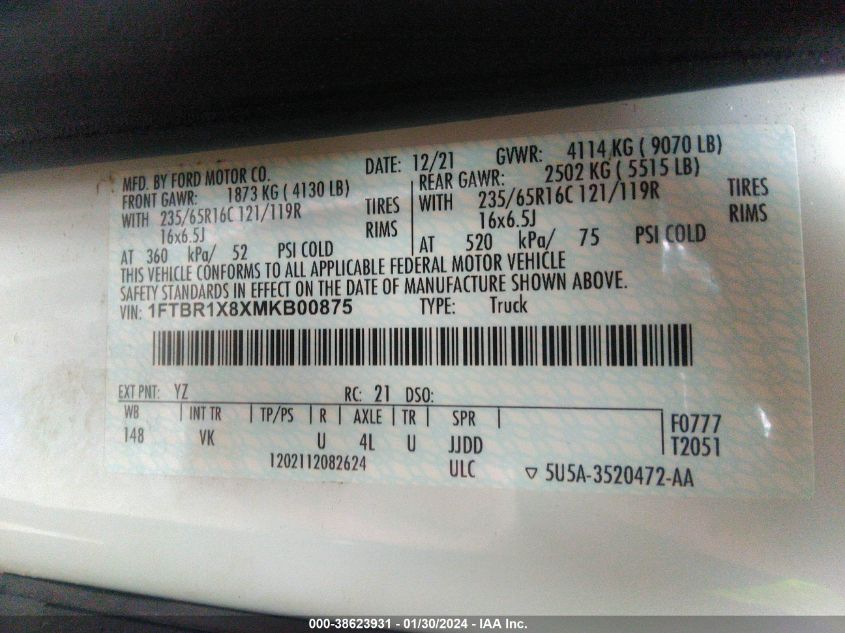 MFD. BY FORD MOTOR CO.
DATE: 12/21 GVWR: 4114 KG ( 9070 LB)
FRONT GAWR: 1873 KG ( 4130 LB)
REAR GAWR: 2502 KG ( 5515 LB)
WITH 235/65R16C 121/119R TIRES
WITH 235/65R16C 121/119R TIRES
16x6.5J RIMS
16x6.5J RIMS
AT 360 kPa/ 52 PSI COLD
AT 520 kPa/ 75 PSI COLD
THIS VEHICLE CONFORMS TO ALL APPLICABLE FEDERAL MOTOR VEHICLE
SAFETY STANDARDS IN EFFECT ON THE DATE OF MANUFACTURE SHOWN ABOVE.
VIN: 1FTBR1X8XMKB00875 TYPE: Truck
EXT PNT: YZ RC: 21 DSO:
WB INT TR TP/PS R AXLE TR SPR F0777
148 VK U 4L U JJDD T2051
1202112082624 ULC 5U5A-3520472-AA
000-38623931 - 01/30/2024 - IAA Inc.